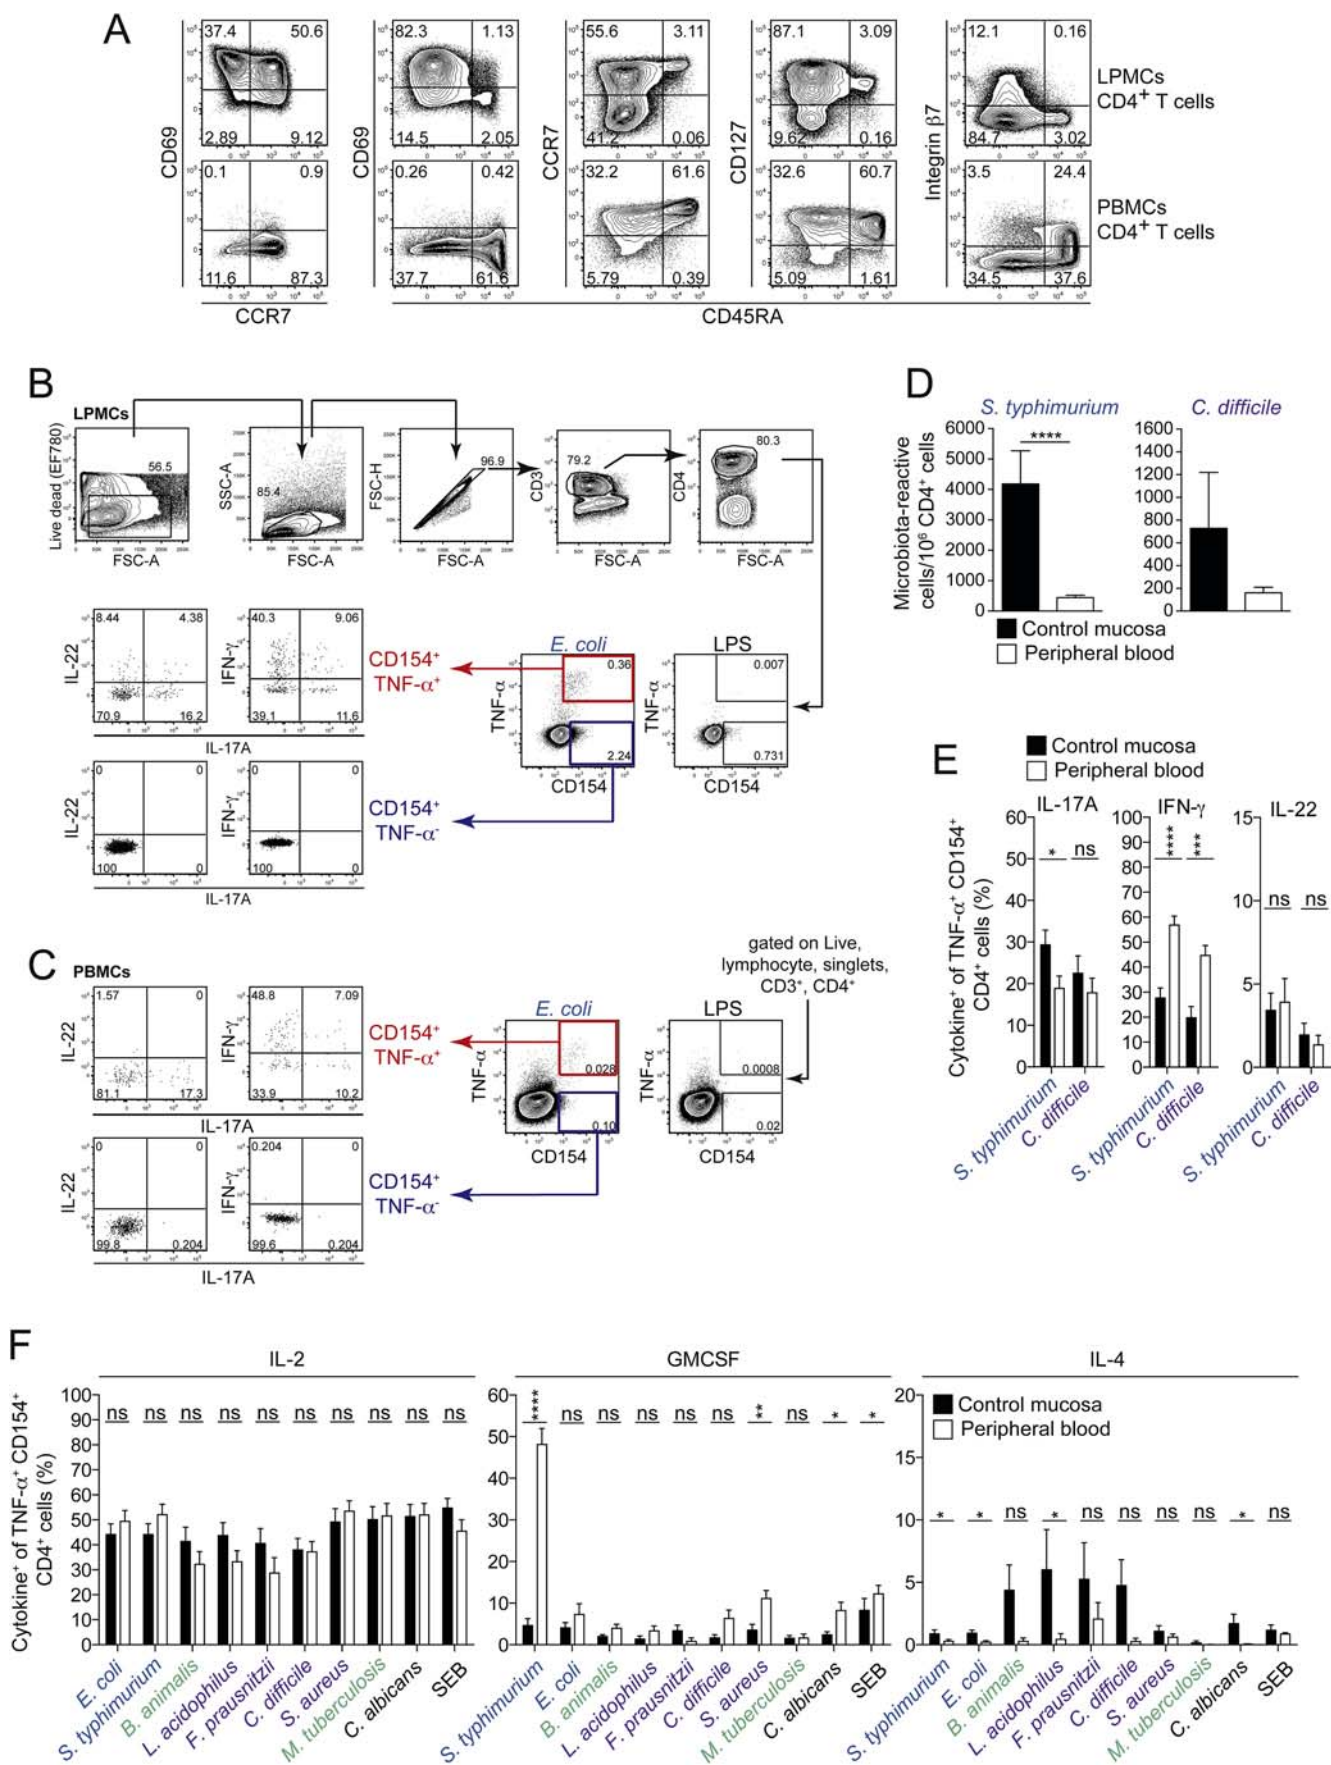 A
37.4 50.6
2.89 9.12
CD69
82.3 1.13
14.5 2.05
CD69
55.6 3.11
41.2 0.06
CCR7
87.1 3.09
9.62 0.16
CD127
12.1 0.16
84.7 3.02
Integrin β7
LPMCs
CD4+ T cells
0.1 0.9
11.6 87.3
0.26 0.42
37.7 61.6
32.2 61.6
5.79 0.39
32.6 60.7
5.09 1.61
3.5 24.4
34.5 37.6
PBMCs
CD4+ T cells
CCR7
CD45RA
B
LPMCs
Live dead (EF780)
56.5
FSC-A
SSC-A
85.4
FSC-A
FSC-H
96.9
FSC-A
CD3
79.2
FSC-A
CD4
80.3
FSC-A
IL-22
8.44 4.38
70.9 16.2
IFN-γ
40.3 9.06
39.1 11.6
IL-17A
CD154+
TNF-α+
E. coli
TNF-α
0.36
2.24
CD154
LPS
TNF-α
0.007
0.731
CD154
IL-22
0 0
100 0
IFN-γ
0 0
100 0
IL-17A
CD154+
TNF-α-
C
PBMCs
IL-22
1.57 0
81.1 17.3
IFN-γ
48.8 7.09
33.9 10.2
IL-17A
CD154+
TNF-α+
E. coli
TNF-α
0.028
0.10
CD154
gated on Live,
lymphocyte, singlets,
CD3+, CD4+
LPS
TNF-α
0.0008
0.02
CD154
IL-22
0 0
99.8 0.204
IFN-γ
0.204 0
99.6 0.204
IL-17A
CD154+
TNF-α-
D
S. typhimurium
C. difficile
Microbiota-reactive
cells/10⁶ CD4+ cells
6000
5000
4000
3000
2000
1000
0
****
1600
1400
1200
1000
800
600
400
200
0
Control mucosa
Peripheral blood
E
Control mucosa
Peripheral blood
Cytokine+ of TNF-α+ CD154+
CD4+ cells (%)
IL-17A
60
50
40
30
20
10
0
* ns
S. typhimurium
C. difficile
IFN-γ
100
90
80
70
60
50
40
30
20
10
0
**** ***
S. typhimurium
C. difficile
IL-22
15
10
5
0
ns ns
S. typhimurium
C. difficile
F
Cytokine+ of TNF-α+ CD154+
CD4+ cells (%)
IL-2
100
90
80
70
60
50
40
30
20
10
0
ns ns ns ns ns ns ns ns ns ns
E. coli
S. typhimurium
B. animalis
L. acidophilus
F. prausnitzii
C. difficile
S. aureus
M. tuberculosis
C. albicans
SEB
GMCSF
60
50
40
30
20
10
0
**** ns ns ns ns ns ** ns * *
S. typhimurium
E. coli
B. animalis
L. acidophilus
F. prausnitzii
C. difficile
S. aureus
M. tuberculosis
C. albicans
SEB
IL-4
20
15
10
5
0
Control mucosa
Peripheral blood
* * ns * ns ns ns ns * ns
S. typhimurium
E. coli
B. animalis
L. acidophilus
F. prausnitzii
C. difficile
S. aureus
M. tuberculosis
C. albicans
SEB